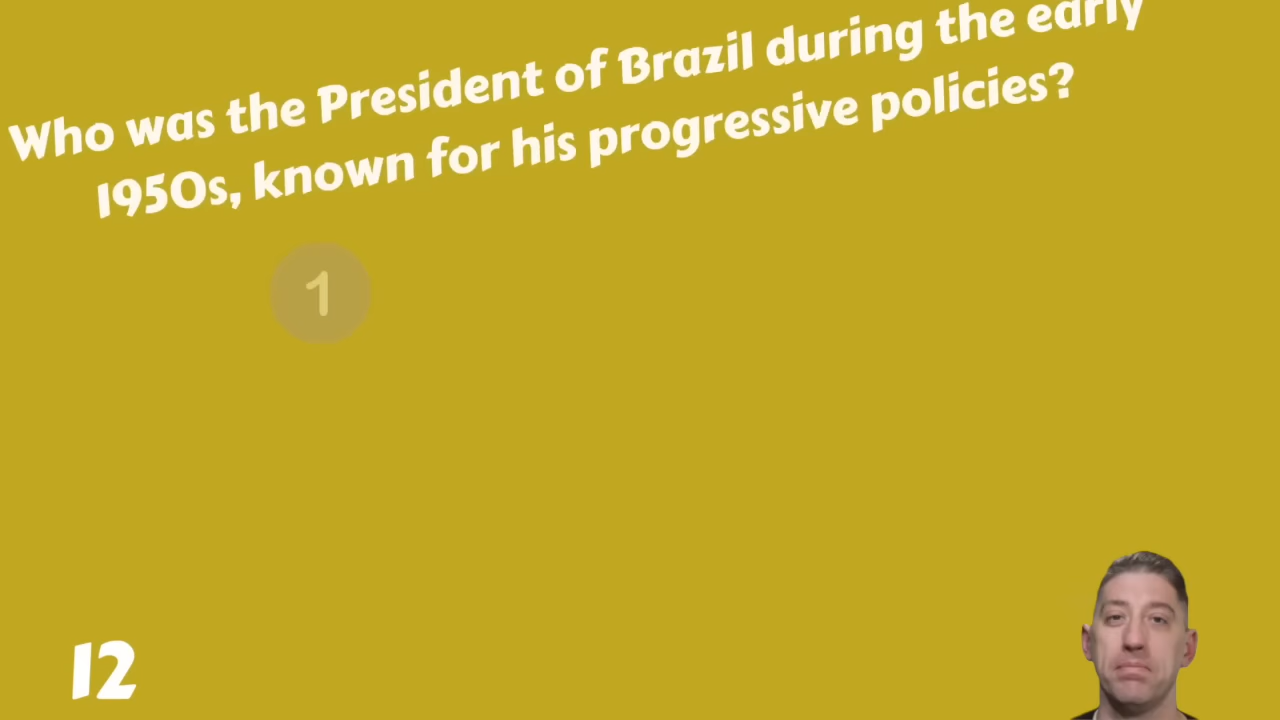 Who was the President of Brazil during the early
1950s, known for his progressive policies?
1
12